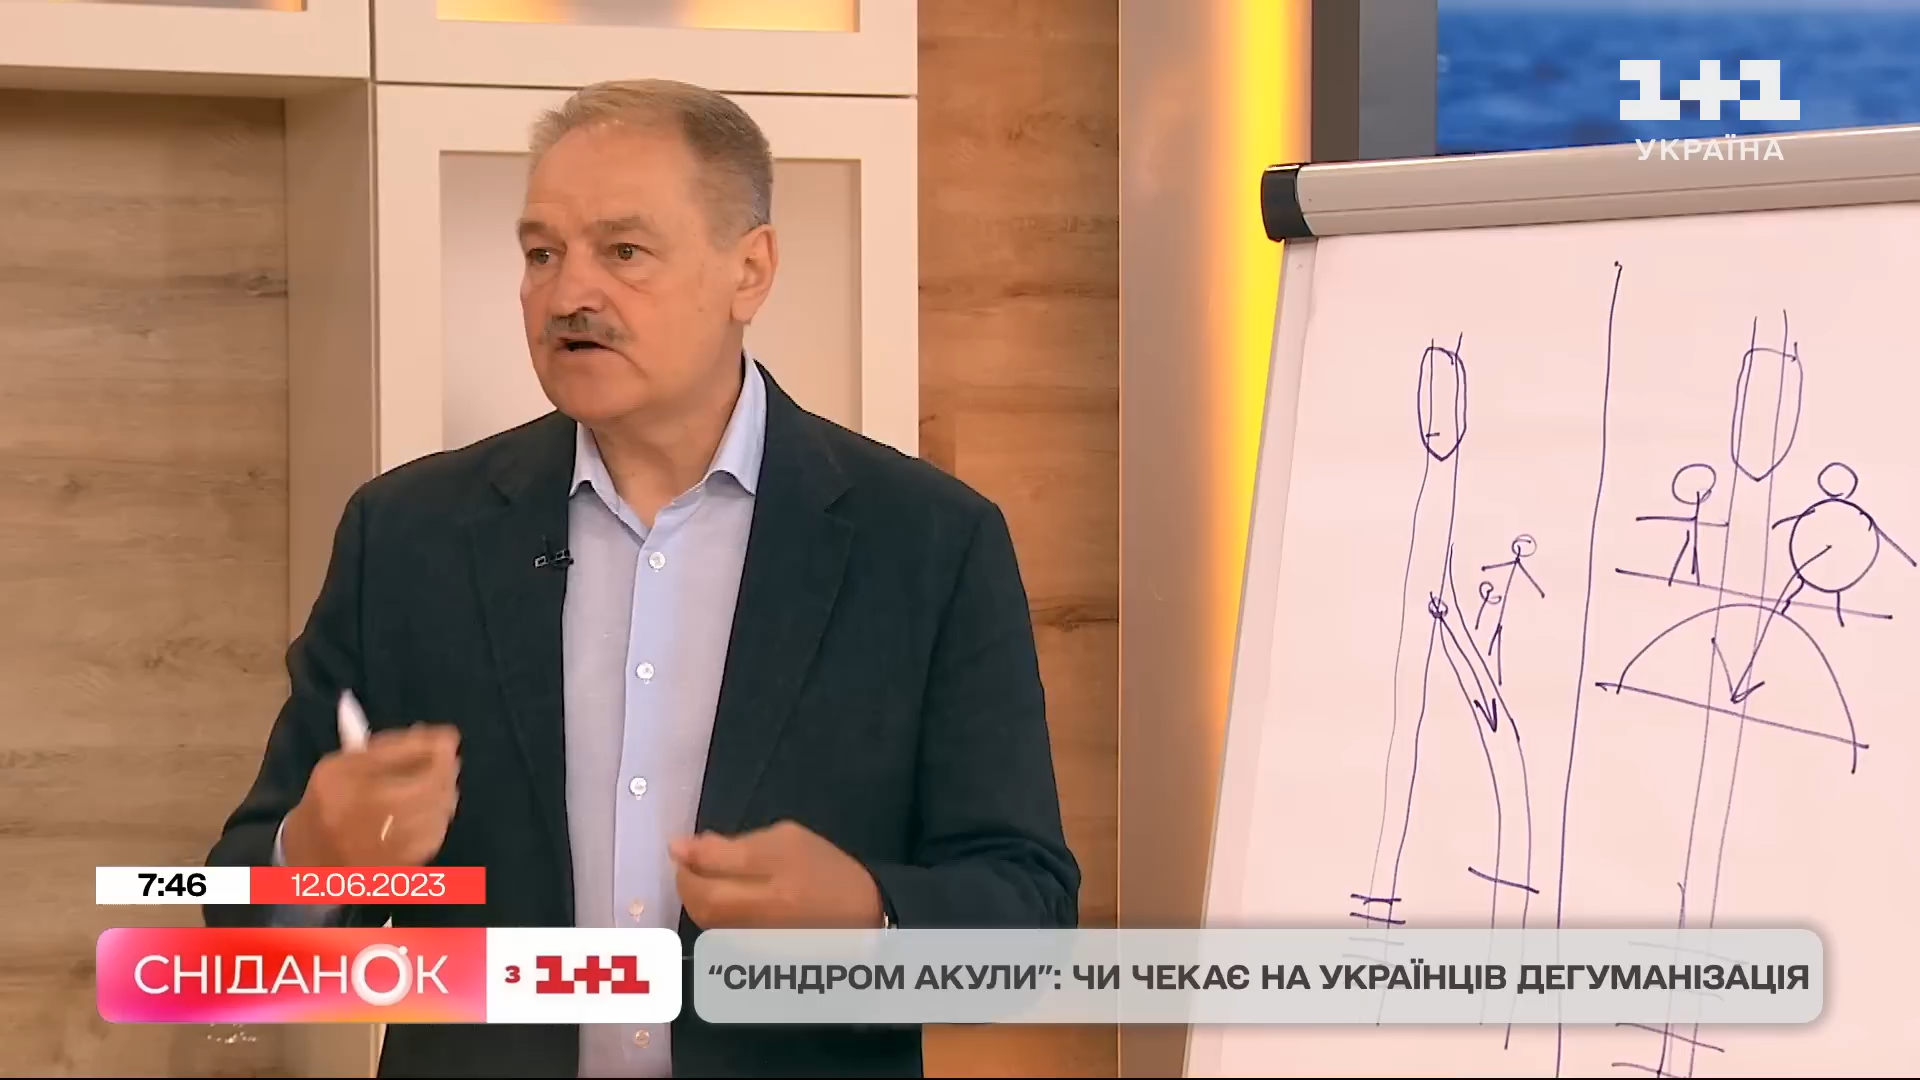 1+1
УКРАЇНА
7:46 12.06.2023
СНІДАНОК З 1+1
“СИНДРОМ АКУЛИ”: ЧИ ЧЕКАЄ НА УКРАЇНЦІВ ДЕГУМАНІЗАЦІЯ